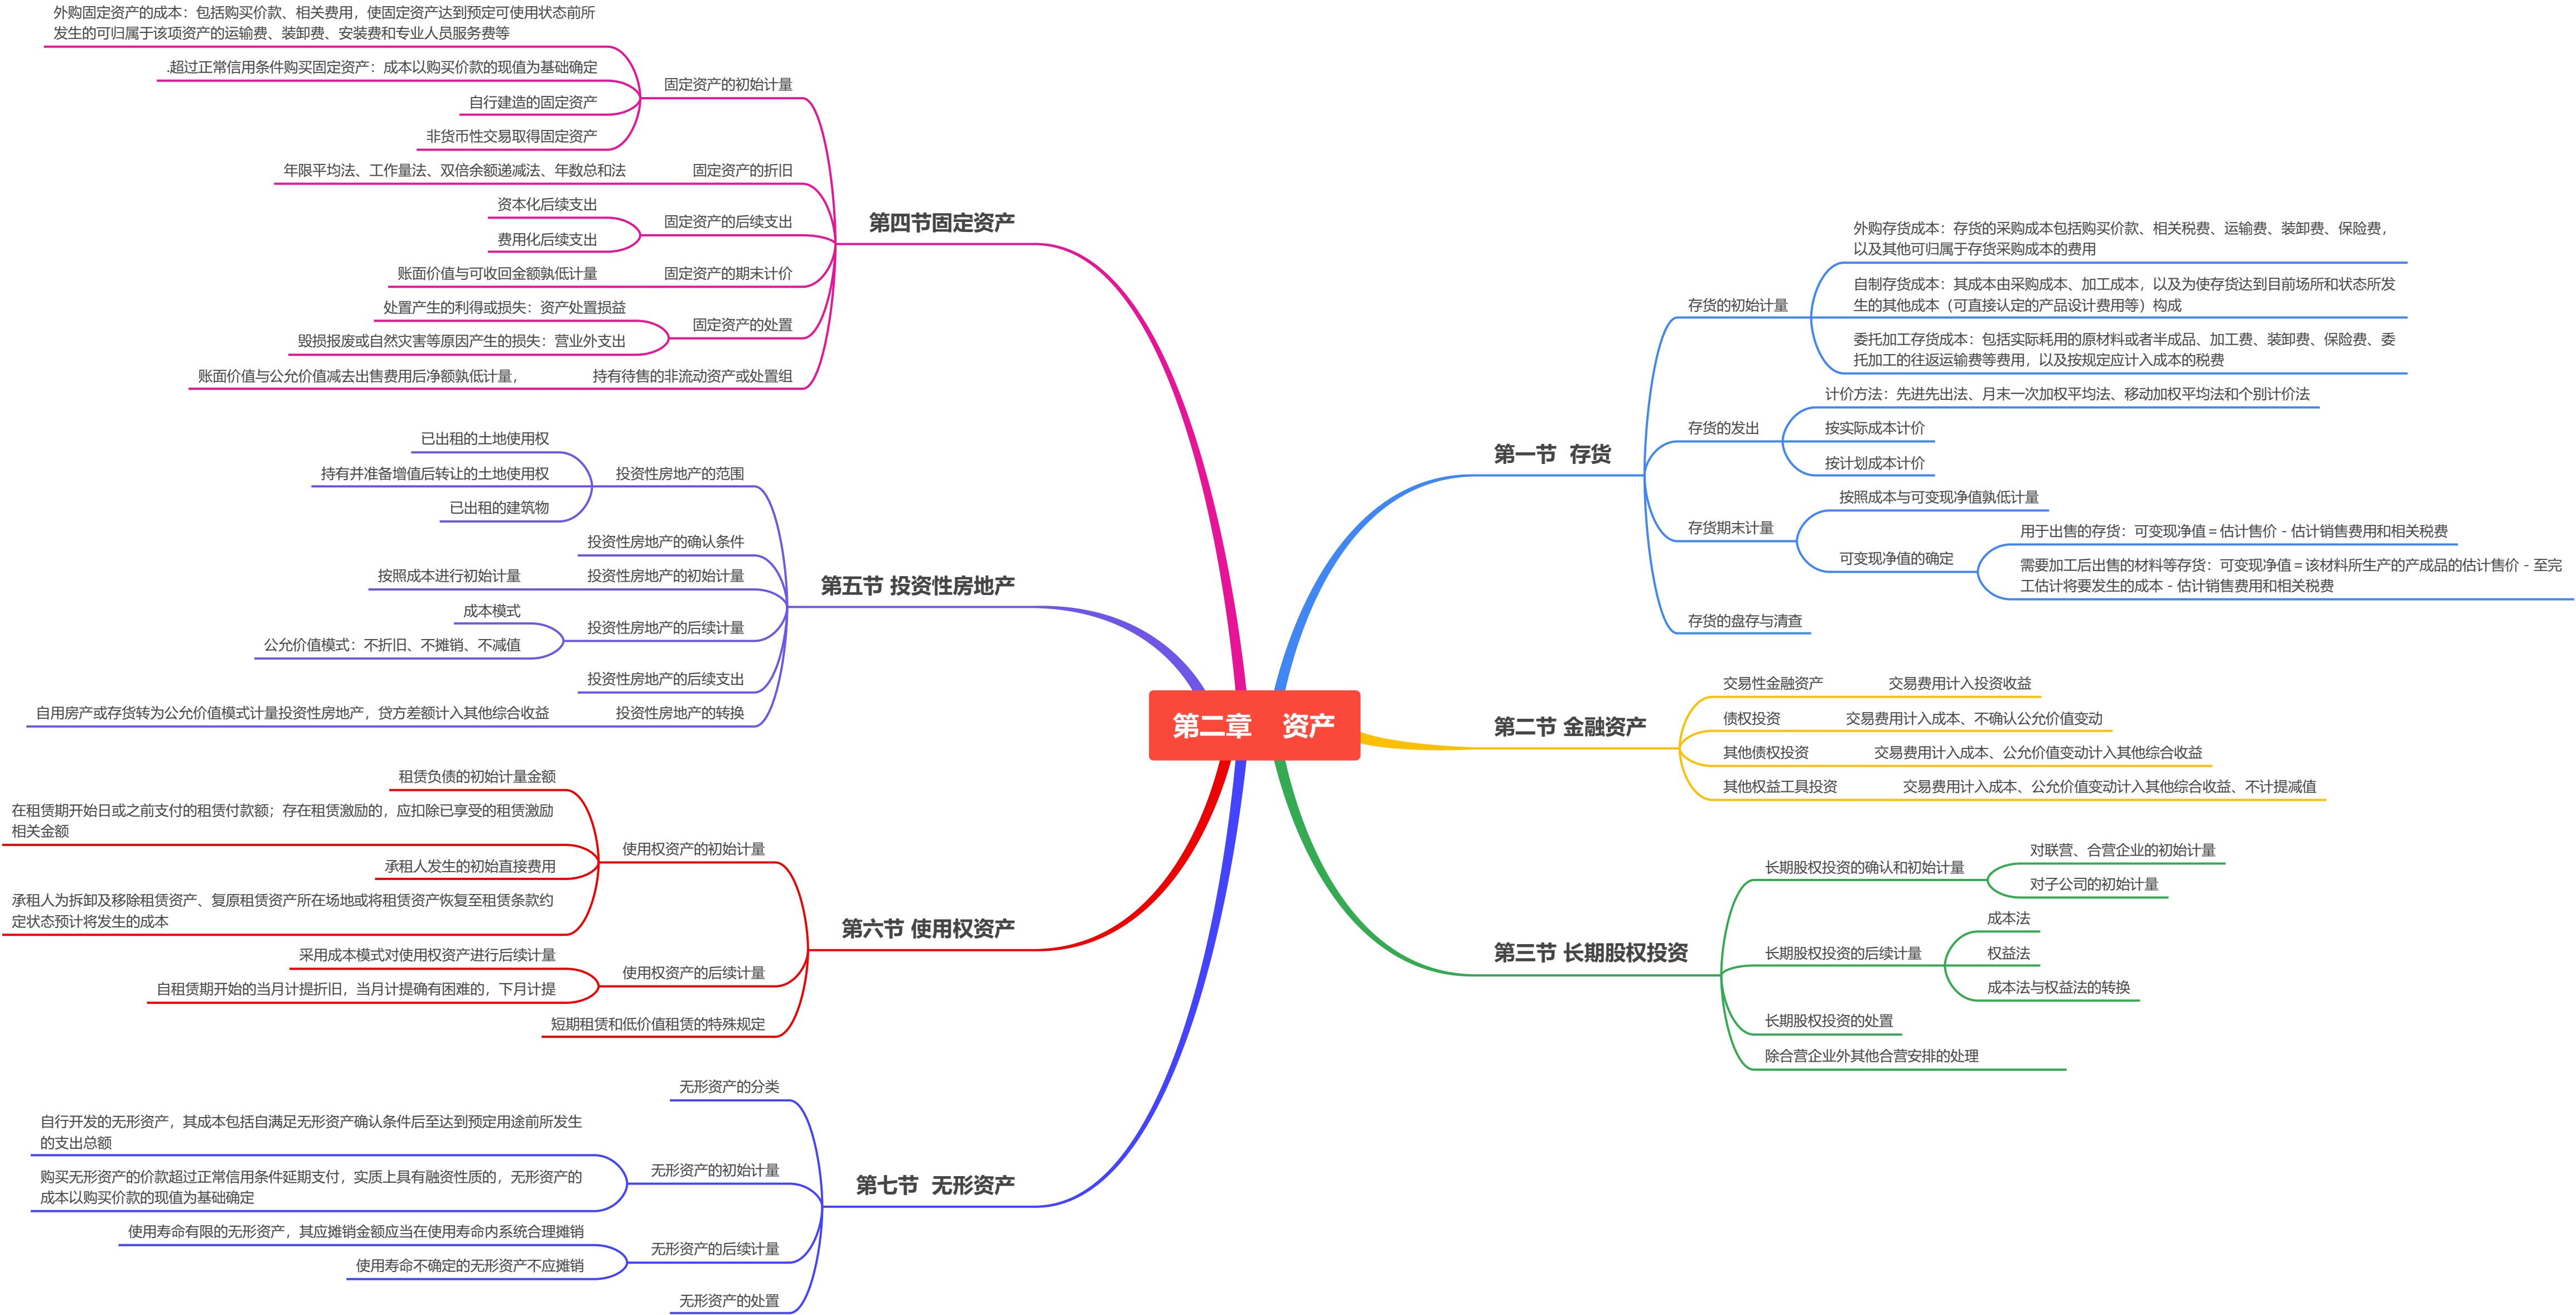 第二章 资产
第一节 存货
存货的初始计量
外购存货成本：存货的采购成本包括购买价款、相关税费、运输费、装卸费、保险费，
以及其他可归属于存货采购成本的费用
自制存货成本：其成本由采购成本、加工成本，以及为使存货达到目前场所和状态所发
生的其他成本（可直接认定的产品设计费用等）构成
委托加工存货成本：包括实际耗用的原材料或者半成品、加工费、装卸费、保险费、委
托加工的往返运输费等费用，以及按规定应计入成本的税费
存货的发出
计价方法：先进先出法、月末一次加权平均法、移动加权平均法和个别计价法
按实际成本计价
按计划成本计价
存货期末计量
按照成本与可变现净值孰低计量
可变现净值的确定
用于出售的存货：可变现净值＝估计售价－估计销售费用和相关税费
需要加工后出售的材料等存货：可变现净值＝该材料所生产的产成品的估计售价－至完
工估计将要发生的成本－估计销售费用和相关税费
存货的盘存与清查
第二节 金融资产
交易性金融资产
交易费用计入投资收益
债权投资
交易费用计入成本、不确认公允价值变动
其他债权投资
交易费用计入成本、公允价值变动计入其他综合收益
其他权益工具投资
交易费用计入成本、公允价值变动计入其他综合收益、不计提减值
第三节 长期股权投资
长期股权投资的确认和初始计量
对联营、合营企业的初始计量
对子公司的初始计量
长期股权投资的后续计量
成本法
权益法
成本法与权益法的转换
长期股权投资的处置
除合营企业外其他合营安排的处理
第四节固定资产
固定资产的初始计量
外购固定资产的成本：包括购买价款、相关费用，使固定资产达到预定可使用状态前所
发生的可归属于该项资产的运输费、装卸费、安装费和专业人员服务费等
.超过正常信用条件购买固定资产：成本以购买价款的现值为基础确定
自行建造的固定资产
非货币性交易取得固定资产
固定资产的折旧
年限平均法、工作量法、双倍余额递减法、年数总和法
固定资产的后续支出
资本化后续支出
费用化后续支出
固定资产的期末计价
账面价值与可收回金额孰低计量
固定资产的处置
处置产生的利得或损失：资产处置损益
毁损报废或自然灾害等原因产生的损失：营业外支出
持有待售的非流动资产或处置组
账面价值与公允价值减去出售费用后净额孰低计量，
第五节 投资性房地产
投资性房地产的范围
已出租的土地使用权
持有并准备增值后转让的土地使用权
已出租的建筑物
投资性房地产的确认条件
投资性房地产的初始计量
按照成本进行初始计量
投资性房地产的后续计量
成本模式
公允价值模式：不折旧、不摊销、不减值
投资性房地产的后续支出
投资性房地产的转换
自用房产或存货转为公允价值模式计量投资性房地产，贷方差额计入其他综合收益
第六节 使用权资产
使用权资产的初始计量
租赁负债的初始计量金额
在租赁期开始日或之前支付的租赁付款额；存在租赁激励的，应扣除已享受的租赁激励
相关金额
承租人发生的初始直接费用
承租人为拆卸及移除租赁资产、复原租赁资产所在场地或将租赁资产恢复至租赁条款约
定状态预计将发生的成本
使用权资产的后续计量
采用成本模式对使用权资产进行后续计量
自租赁期开始的当月计提折旧，当月计提确有困难的，下月计提
短期租赁和低价值租赁的特殊规定
第七节 无形资产
无形资产的分类
无形资产的初始计量
自行开发的无形资产，其成本包括自满足无形资产确认条件后至达到预定用途前所发生
的支出总额
购买无形资产的价款超过正常信用条件延期支付，实质上具有融资性质的，无形资产的
成本以购买价款的现值为基础确定
无形资产的后续计量
使用寿命有限的无形资产，其应摊销金额应当在使用寿命内系统合理摊销
使用寿命不确定的无形资产不应摊销
无形资产的处置